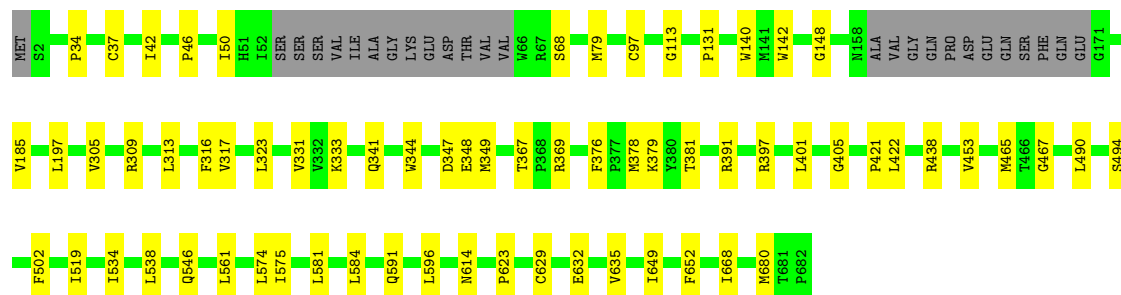 MET S2 P34 C37 I42 P46 I50 H51 I52 SER SER SER VAL ILE ALA GLY LYS GLU ASP THR VAL VAL W66 R67 S68 M79 C97 G113 P131 W140 M141 W142 G148 N158 ALA VAL GLY GLN PRO ASP GLU GLN SER PHE GLN GLU G171
V185 L197 V305 R309 L313 F316 V317 L323 V331 V332 K333 Q341 W344 D347 E348 M349 T367 P368 R369 F376 P377 M378 K379 Y380 T381 R391 R397 L401 G405 P421 L422 R438 V453 M465 T466 G467 L490 S494
F502 I519 I534 L538 Q546 L561 L574 I575 L581 L584 Q591 L596 N614 P623 C629 E632 V635 I649 F652 I668 M680 T681 P682